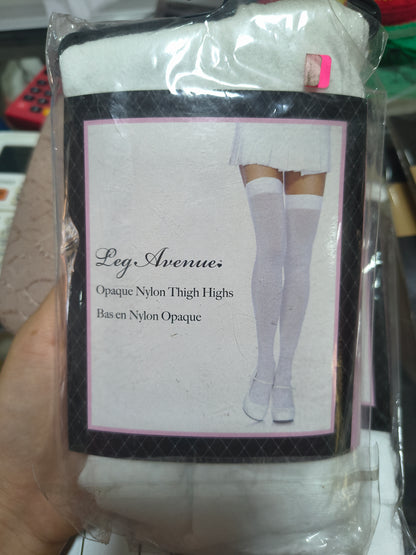 Leg Avenue
Opaque Nylon Thigh Highs
Bas en Nylon Opaque